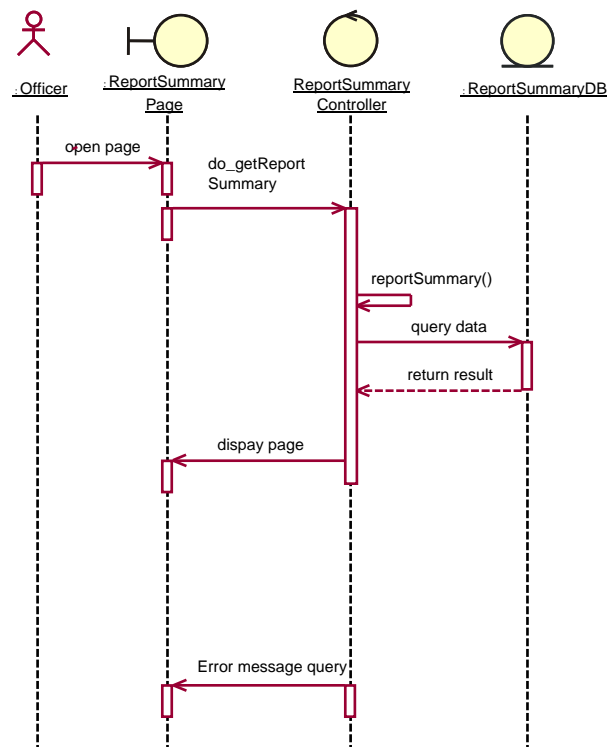 : Officer
: ReportSummary
Page
ReportSummary
Controller
: ReportSummaryDB
open page
do_getReport
Summary
reportSummary()
query data
return result
dispay page
Error message query